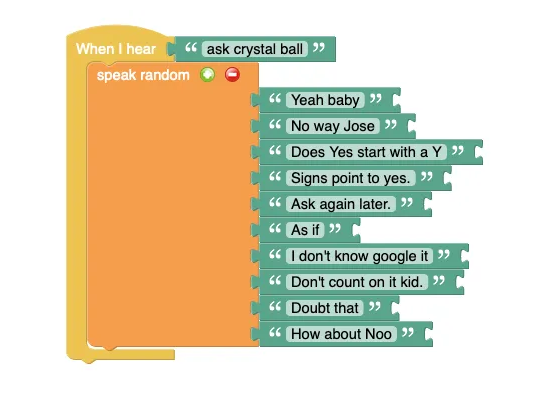 When I hear “ ask crystal ball ”
speak random
“ Yeah baby ”
“ No way Jose ”
“ Does Yes start with a Y ”
“ Signs point to yes. ”
“ Ask again later. ”
“ As if ”
“ I don't know google it ”
“ Don't count on it kid. ”
“ Doubt that ”
“ How about Noo ”